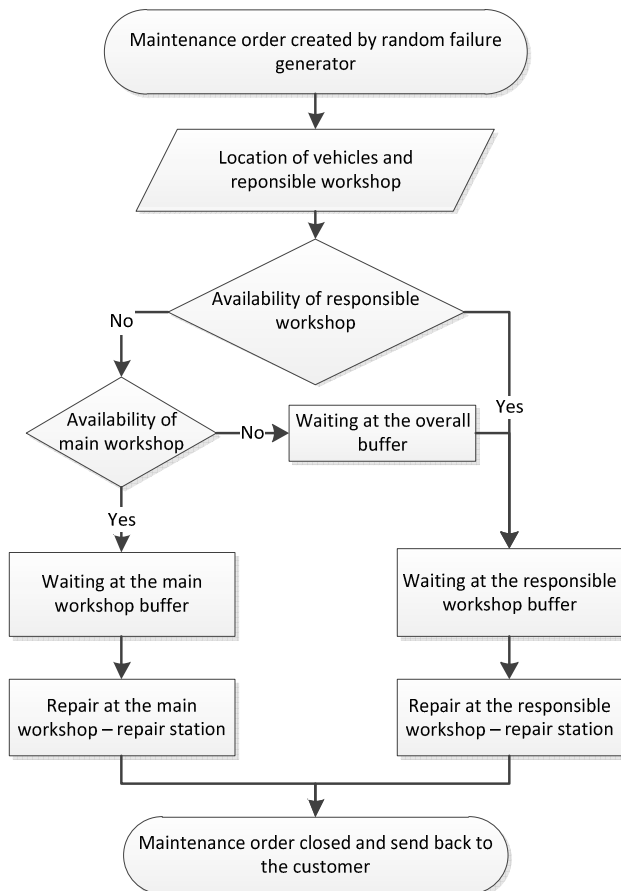 Maintenance order created by random failure
generator
Location of vehicles and
reponsible workshop
Availability of responsible
workshop
No
Yes
Availability of
main workshop
No
Waiting at the overall
buffer
Yes
Waiting at the main
workshop buffer
Waiting at the responsible
workshop buffer
Repair at the main
workshop – repair station
Repair at the responsible
workshop – repair station
Maintenance order closed and send back to
the customer